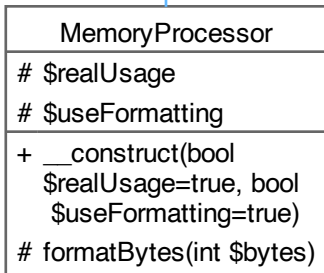 MemoryProcessor
# $realUsage
# $useFormatting
+ __construct(bool
$realUsage=true, bool
$useFormatting=true)
# formatBytes(int $bytes)